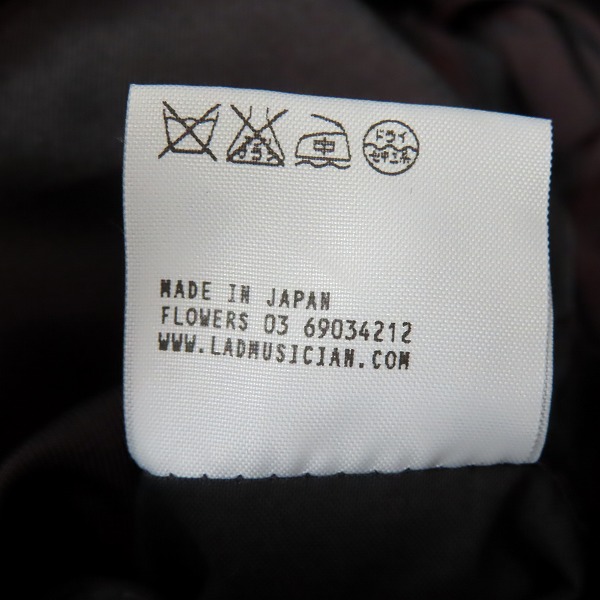 中 ドライ
セキユ系
MADE IN JAPAN
FLOWERS 03 69034212
WWW.LADMUSICIAN.COM